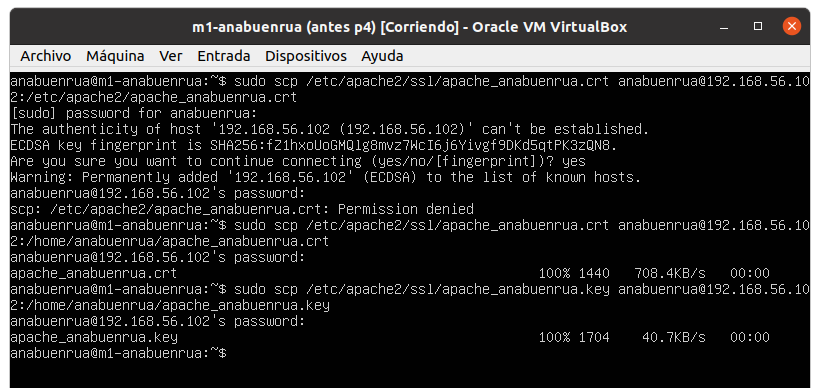 m1-anabuenrua (antes p4) [Corriendo] - Oracle VM VirtualBox
Archivo Máquina Ver Entrada Dispositivos Ayuda
anabuenrua@m1-anabuenrua:~$ sudo scp /etc/apache2/ssl/apache_anabuenrua.crt anabuenrua@192.168.56.10
2:/etc/apache2/apache_anabuenrua.crt
[sudo] password for anabuenrua:
The authenticity of host '192.168.56.102 (192.168.56.102)' can't be established.
ECDSA key fingerprint is SHA256:fZ1hxoUoGMQlg8mvz7WcI6j6Yivgf9DKd5qtPK3zQN8.
Are you sure you want to continue connecting (yes/no/[fingerprint])? yes
Warning: Permanently added '192.168.56.102' (ECDSA) to the list of known hosts.
anabuenrua@192.168.56.102's password:
scp: /etc/apache2/apache_anabuenrua.crt: Permission denied
anabuenrua@m1-anabuenrua:~$ sudo scp /etc/apache2/ssl/apache_anabuenrua.crt anabuenrua@192.168.56.10
2:/home/anabuenrua/apache_anabuenrua.crt
anabuenrua@192.168.56.102's password:
apache_anabuenrua.crt 100% 1440 708.4KB/s 00:00
anabuenrua@m1-anabuenrua:~$ sudo scp /etc/apache2/ssl/apache_anabuenrua.key anabuenrua@192.168.56.10
2:/home/anabuenrua/apache_anabuenrua.key
anabuenrua@192.168.56.102's password:
apache_anabuenrua.key 100% 1704 40.7KB/s 00:00
anabuenrua@m1-anabuenrua:~$